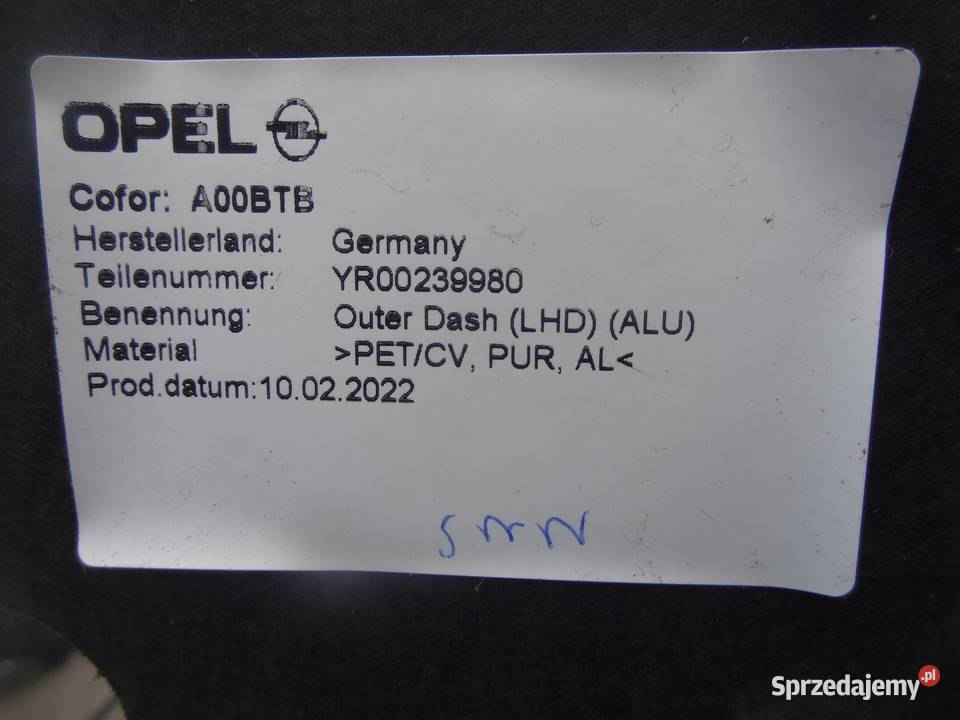 OPEL
Cofor: A00BTB
Herstellerland: Germany
Teilenummer: YR00239980
Benennung: Outer Dash (LHD) (ALU)
Material >PET/CV, PUR, AL<
Prod.datum:10.02.2022
Sprzedajemy.pl